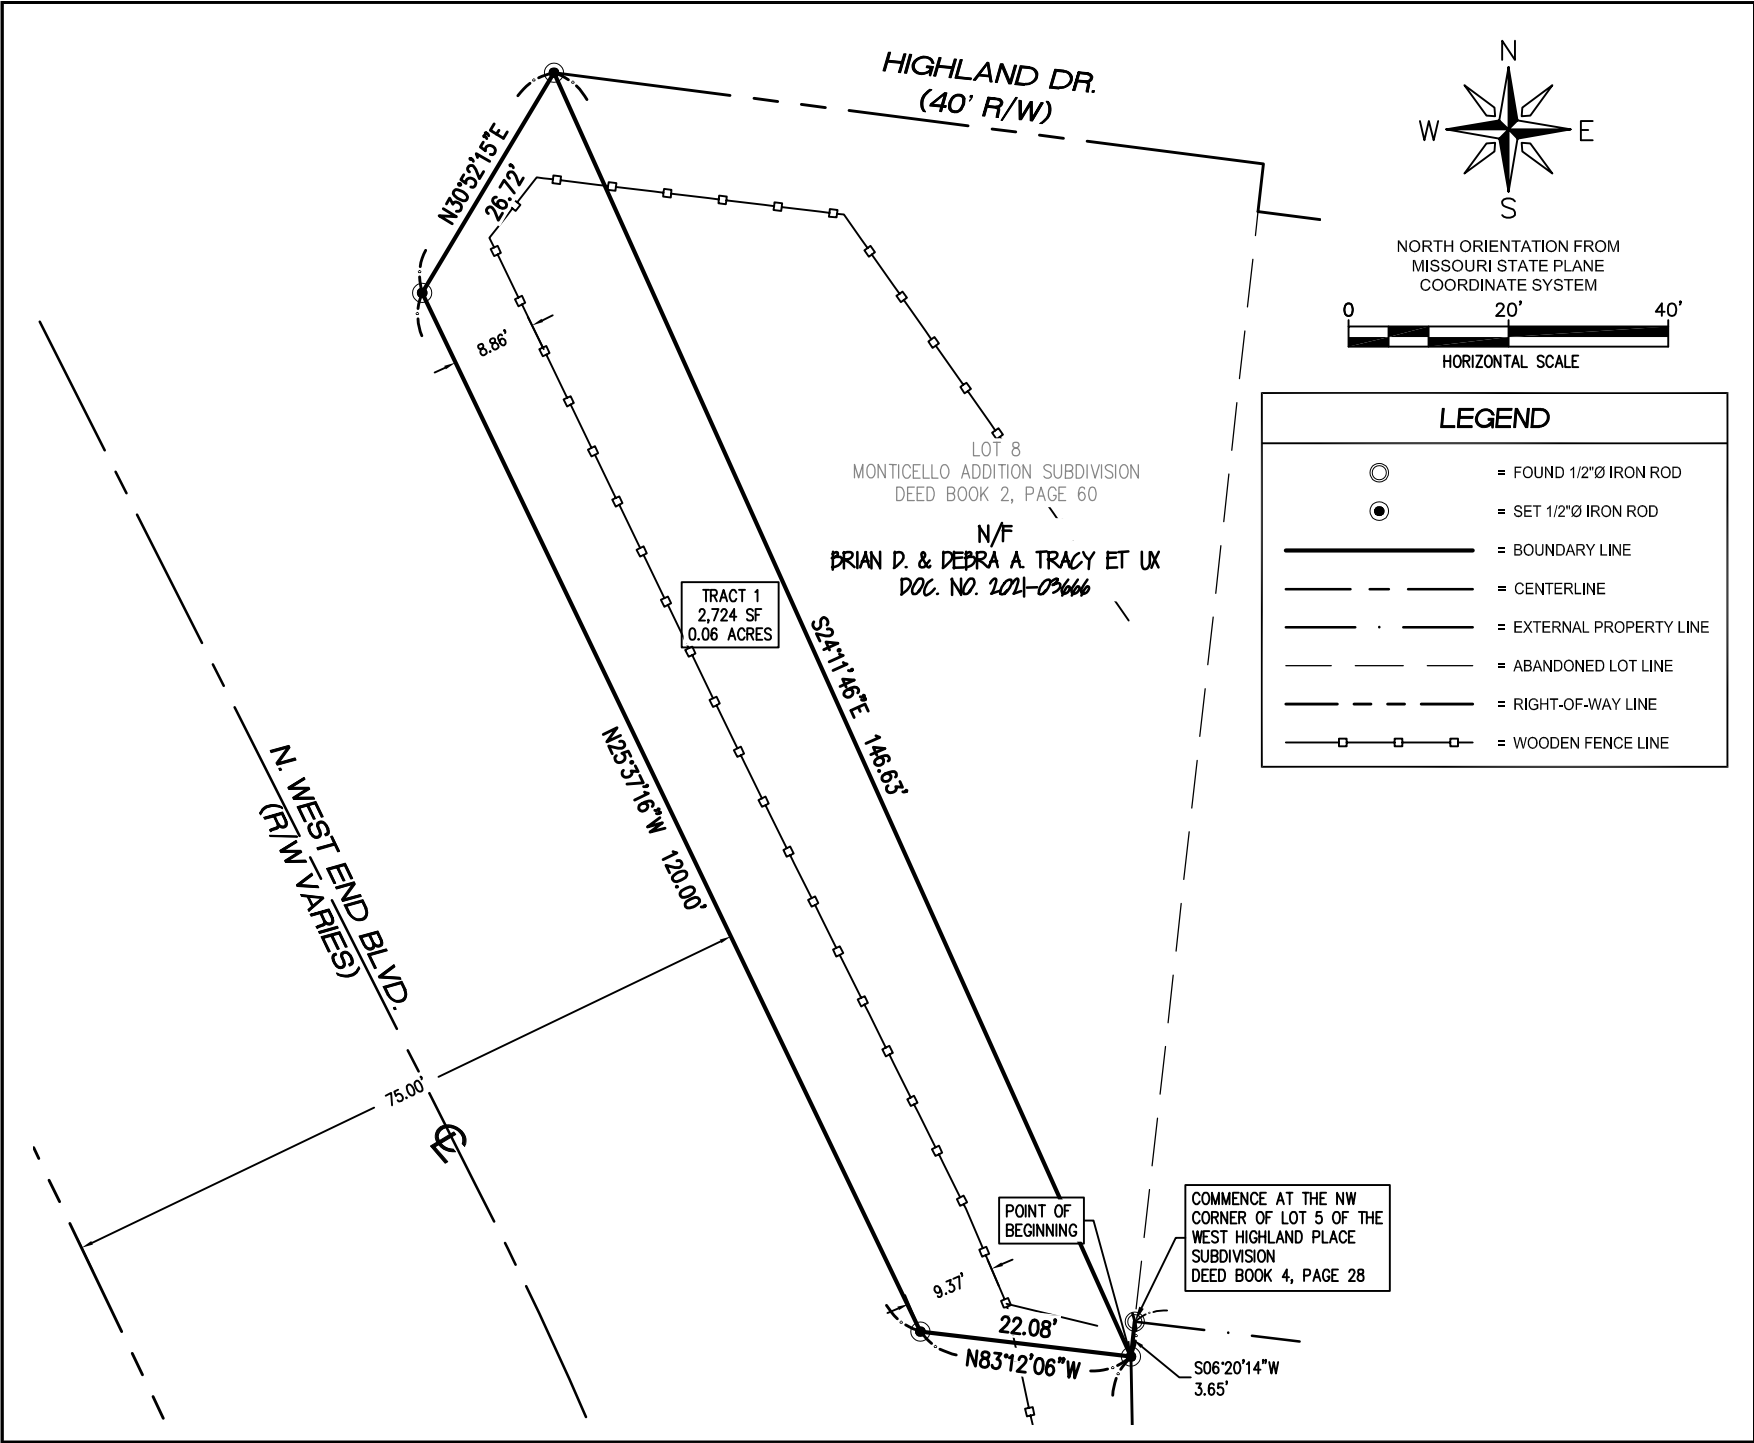 HIGHLAND DR.
(40' R/W)
N
W
E
S
NORTH ORIENTATION FROM
MISSOURI STATE PLANE
COORDINATE SYSTEM
0
20'
40'
HORIZONTAL SCALE
N30°52'15"E
26.72'
8.86'
LEGEND
= FOUND 1/2"Ø IRON ROD
= SET 1/2"Ø IRON ROD
= BOUNDARY LINE
= CENTERLINE
= EXTERNAL PROPERTY LINE
= ABANDONED LOT LINE
= RIGHT-OF-WAY LINE
= WOODEN FENCE LINE
LOT 8
MONTICELLO ADDITION SUBDIVISION
DEED BOOK 2, PAGE 60
N/F
BRIAN D. & DEBRA A. TRACY ET UX
DOC. NO. 2021-03666
TRACT 1
2,724 SF
0.06 ACRES
S24°11'46"E 146.63'
N25°37'16"W 120.00'
N. WEST END BLVD.
(R/W VARIES)
75.00'
CL
POINT OF
BEGINNING
COMMENCE AT THE NW
CORNER OF LOT 5 OF THE
WEST HIGHLAND PLACE
SUBDIVISION
DEED BOOK 4, PAGE 28
9.37'
22.08'
N83°12'06"W
S06°20'14"W
3.65'